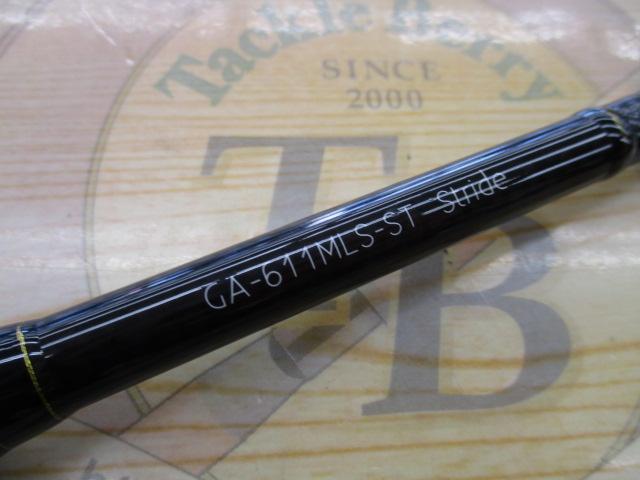 Tackle Berry
SINCE
2000
TB
GA-611MLS-ST Stride